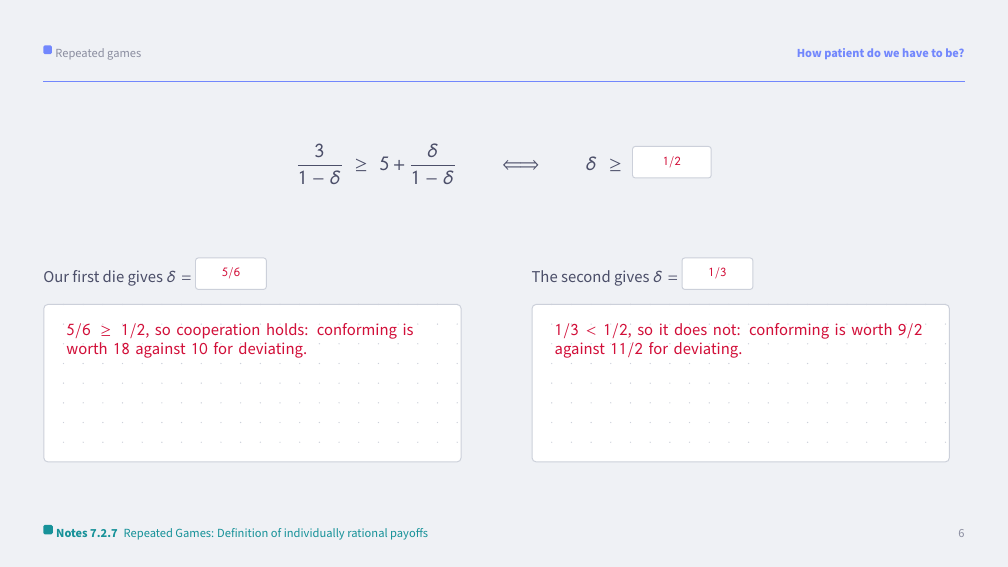 Repeated games
How patient do we have to be?
3/(1 − δ) ≥ 5 + δ/(1 − δ) ⟺ δ ≥ 1/2
Our first die gives δ = 5/6
5/6 ≥ 1/2, so cooperation holds: conforming is
worth 18 against 10 for deviating.
The second gives δ = 1/3
1/3 < 1/2, so it does not: conforming is worth 9/2
against 11/2 for deviating.
Notes 7.2.7 Repeated Games: Definition of individually rational payoffs
6